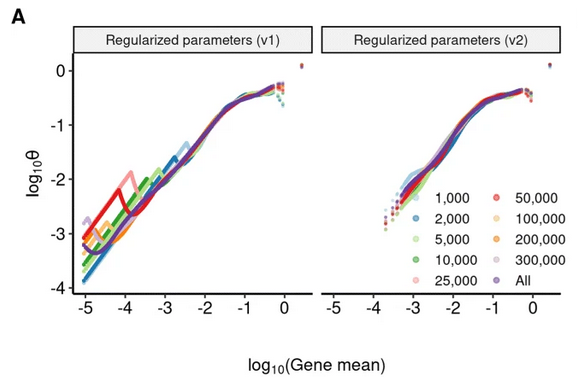 A
Regularized parameters (v1) Regularized parameters (v2)
0
-1
-2
-3
-4
log10θ
1,000 50,000
2,000 100,000
5,000 200,000
10,000 300,000
25,000 All
-5 -4 -3 -2 -1 0 -5 -4 -3 -2 -1 0
log10(Gene mean)